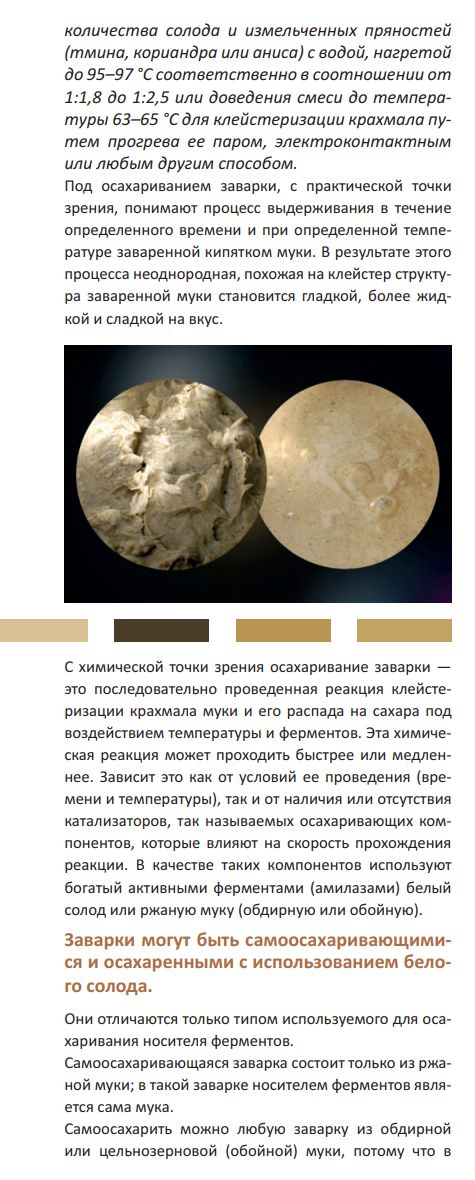 количества солода и измельченных пряностей
(тмина, кориандра или аниса) с водой, нагретой
до 95–97 °С соответственно в соотношении от
1:1,8 до 1:2,5 или доведения смеси до темпера-
туры 63–65 °С для клейстеризации крахмала пу-
тем прогрева ее паром, электроконтактным
или любым другим способом.
Под осахариванием заварки, с практической точки
зрения, понимают процесс выдерживания в течение
определенного времени и при определенной темпе-
ратуре заваренной кипятком муки. В результате этого
процесса неоднородная, похожая на клейстер структу-
ра заваренной муки становится гладкой, более жид-
кой и сладкой на вкус.
С химической точки зрения осахаривание заварки —
это последовательно проведенная реакция клейсте-
ризации крахмала муки и его распада на сахара под
воздействием температуры и ферментов. Эта химиче-
ская реакция может проходить быстрее или медлен-
нее. Зависит это как от условий ее проведения (вре-
мени и температуры), так и от наличия или отсутствия
катализаторов, так называемых осахаривающих ком-
понентов, которые влияют на скорость прохождения
реакции. В качестве таких компонентов используют
богатый активными ферментами (амилазами) белый
солод или ржаную муку (обдирную или обойную).
Заварки могут быть самоосахаривающими-
ся и осахаренными с использованием бело-
го солода.
Они отличаются только типом используемого для оса-
харивания носителя ферментов.
Самоосахаривающаяся заварка состоит только из ржа-
ной муки; в такой заварке носителем ферментов явля-
ется сама мука.
Самоосахарить можно любую заварку из обдирной
или цельнозерновой (обойной) муки, потому что в